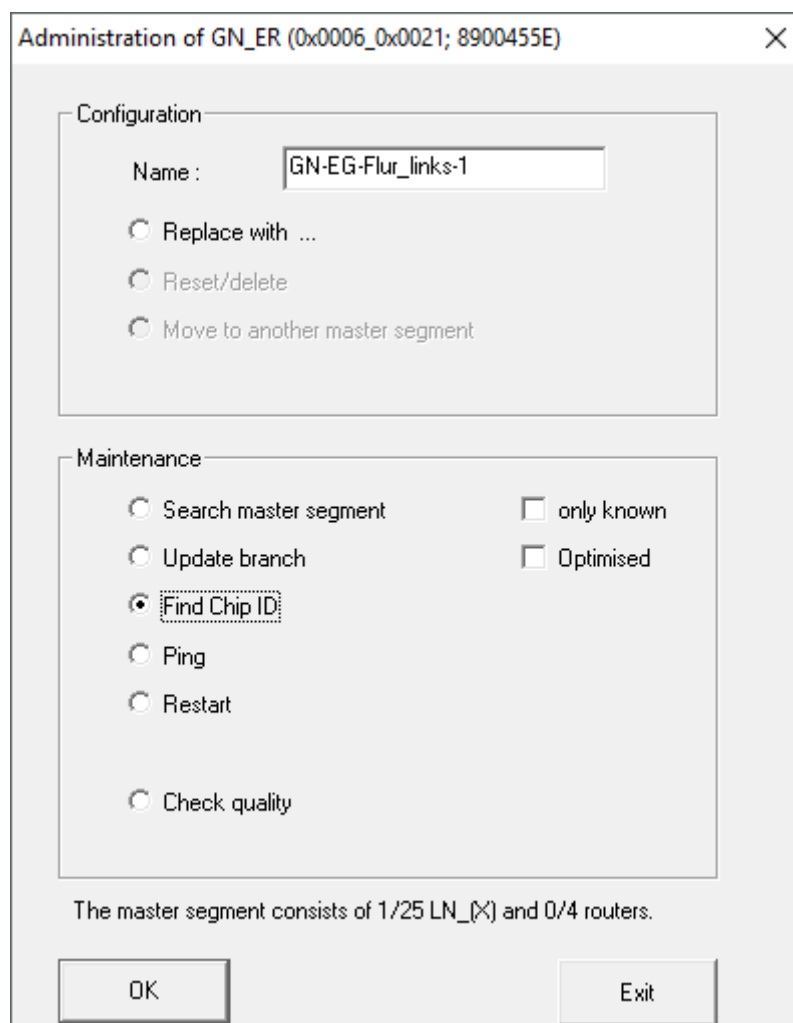 Administration of GN_ER (0x0006_0x0021; 8900455E)
Configuration
Name : GN-EG-Flur_links-1
Replace with ...
Reset/delete
Move to another master segment
Maintenance
Search master segment only known
Update branch Optimised
Find Chip ID
Ping
Restart
Check quality
The master segment consists of 1/25 LN_(X) and 0/4 routers.
OK Exit